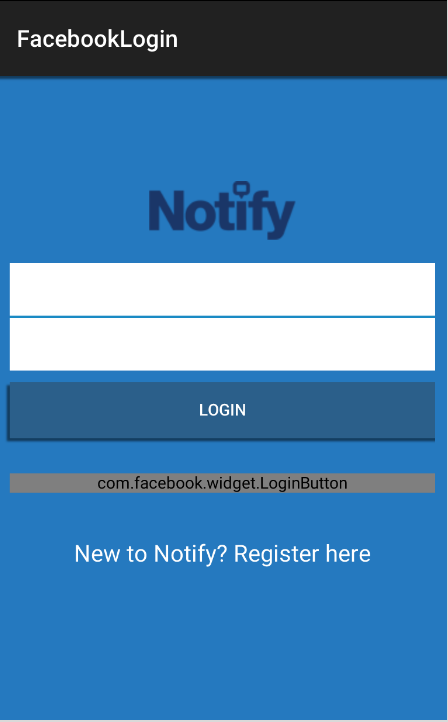 FacebookLogin
Notify
LOGIN
com.facebook.widget.LoginButton
New to Notify? Register here